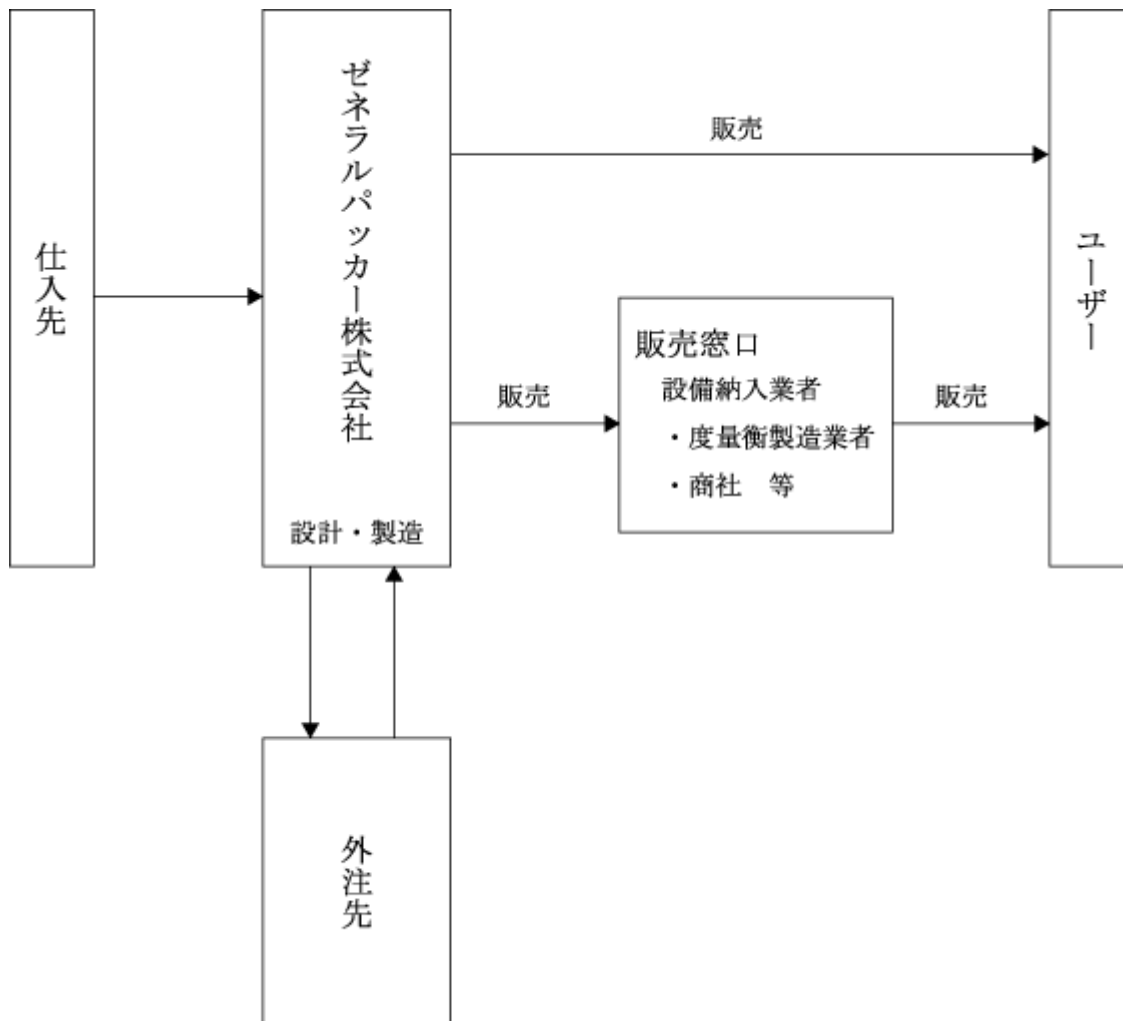 仕入先
ゼネラルパッカー株式会社
設計・製造
販売
販売
販売窓口
設備納入業者
・度量衡製造業者
・商社　等
販売
ユーザー
外注先